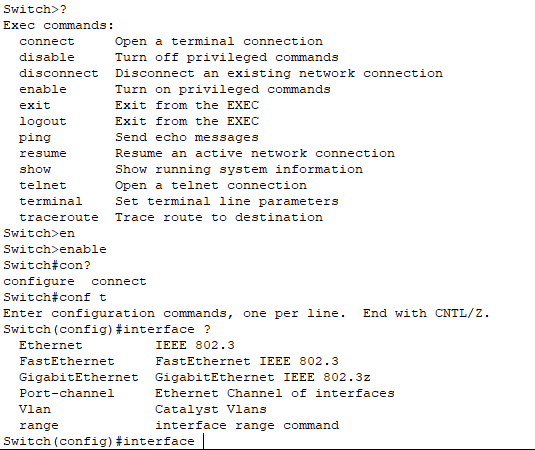 Switch>?
Exec commands:
  connect     Open a terminal connection
  disable     Turn off privileged commands
  disconnect  Disconnect an existing network connection
  enable      Turn on privileged commands
  exit        Exit from the EXEC
  logout      Exit from the EXEC
  ping        Send echo messages
  resume      Resume an active network connection
  show        Show running system information
  telnet      Open a telnet connection
  terminal    Set terminal line parameters
  traceroute  Trace route to destination
Switch>en
Switch>enable
Switch#con?
configure  connect
Switch#conf t
Enter configuration commands, one per line.  End with CNTL/Z.
Switch(config)#interface ?
  Ethernet         IEEE 802.3
  FastEthernet     FastEthernet IEEE 802.3
  GigabitEthernet  GigabitEthernet IEEE 802.3z
  Port-channel     Ethernet Channel of interfaces
  Vlan             Catalyst Vlans
  range            interface range command
Switch(config)#interface